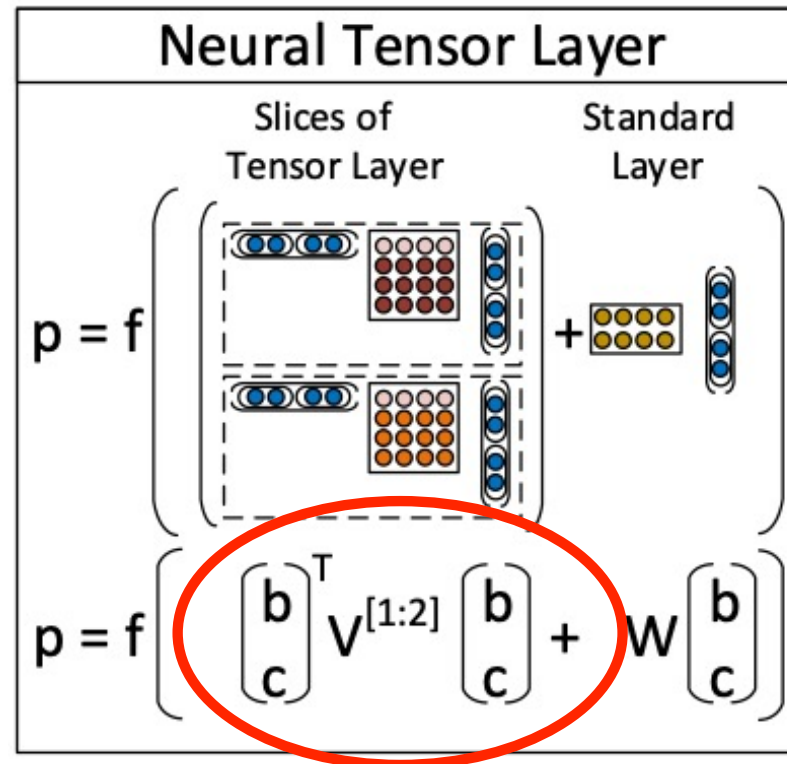 Neural Tensor Layer
Slices of Tensor Layer
Standard Layer
p = f ( ( ) + )
p = f ( [b c]^T V^[1:2] [b c] + W [b c] )